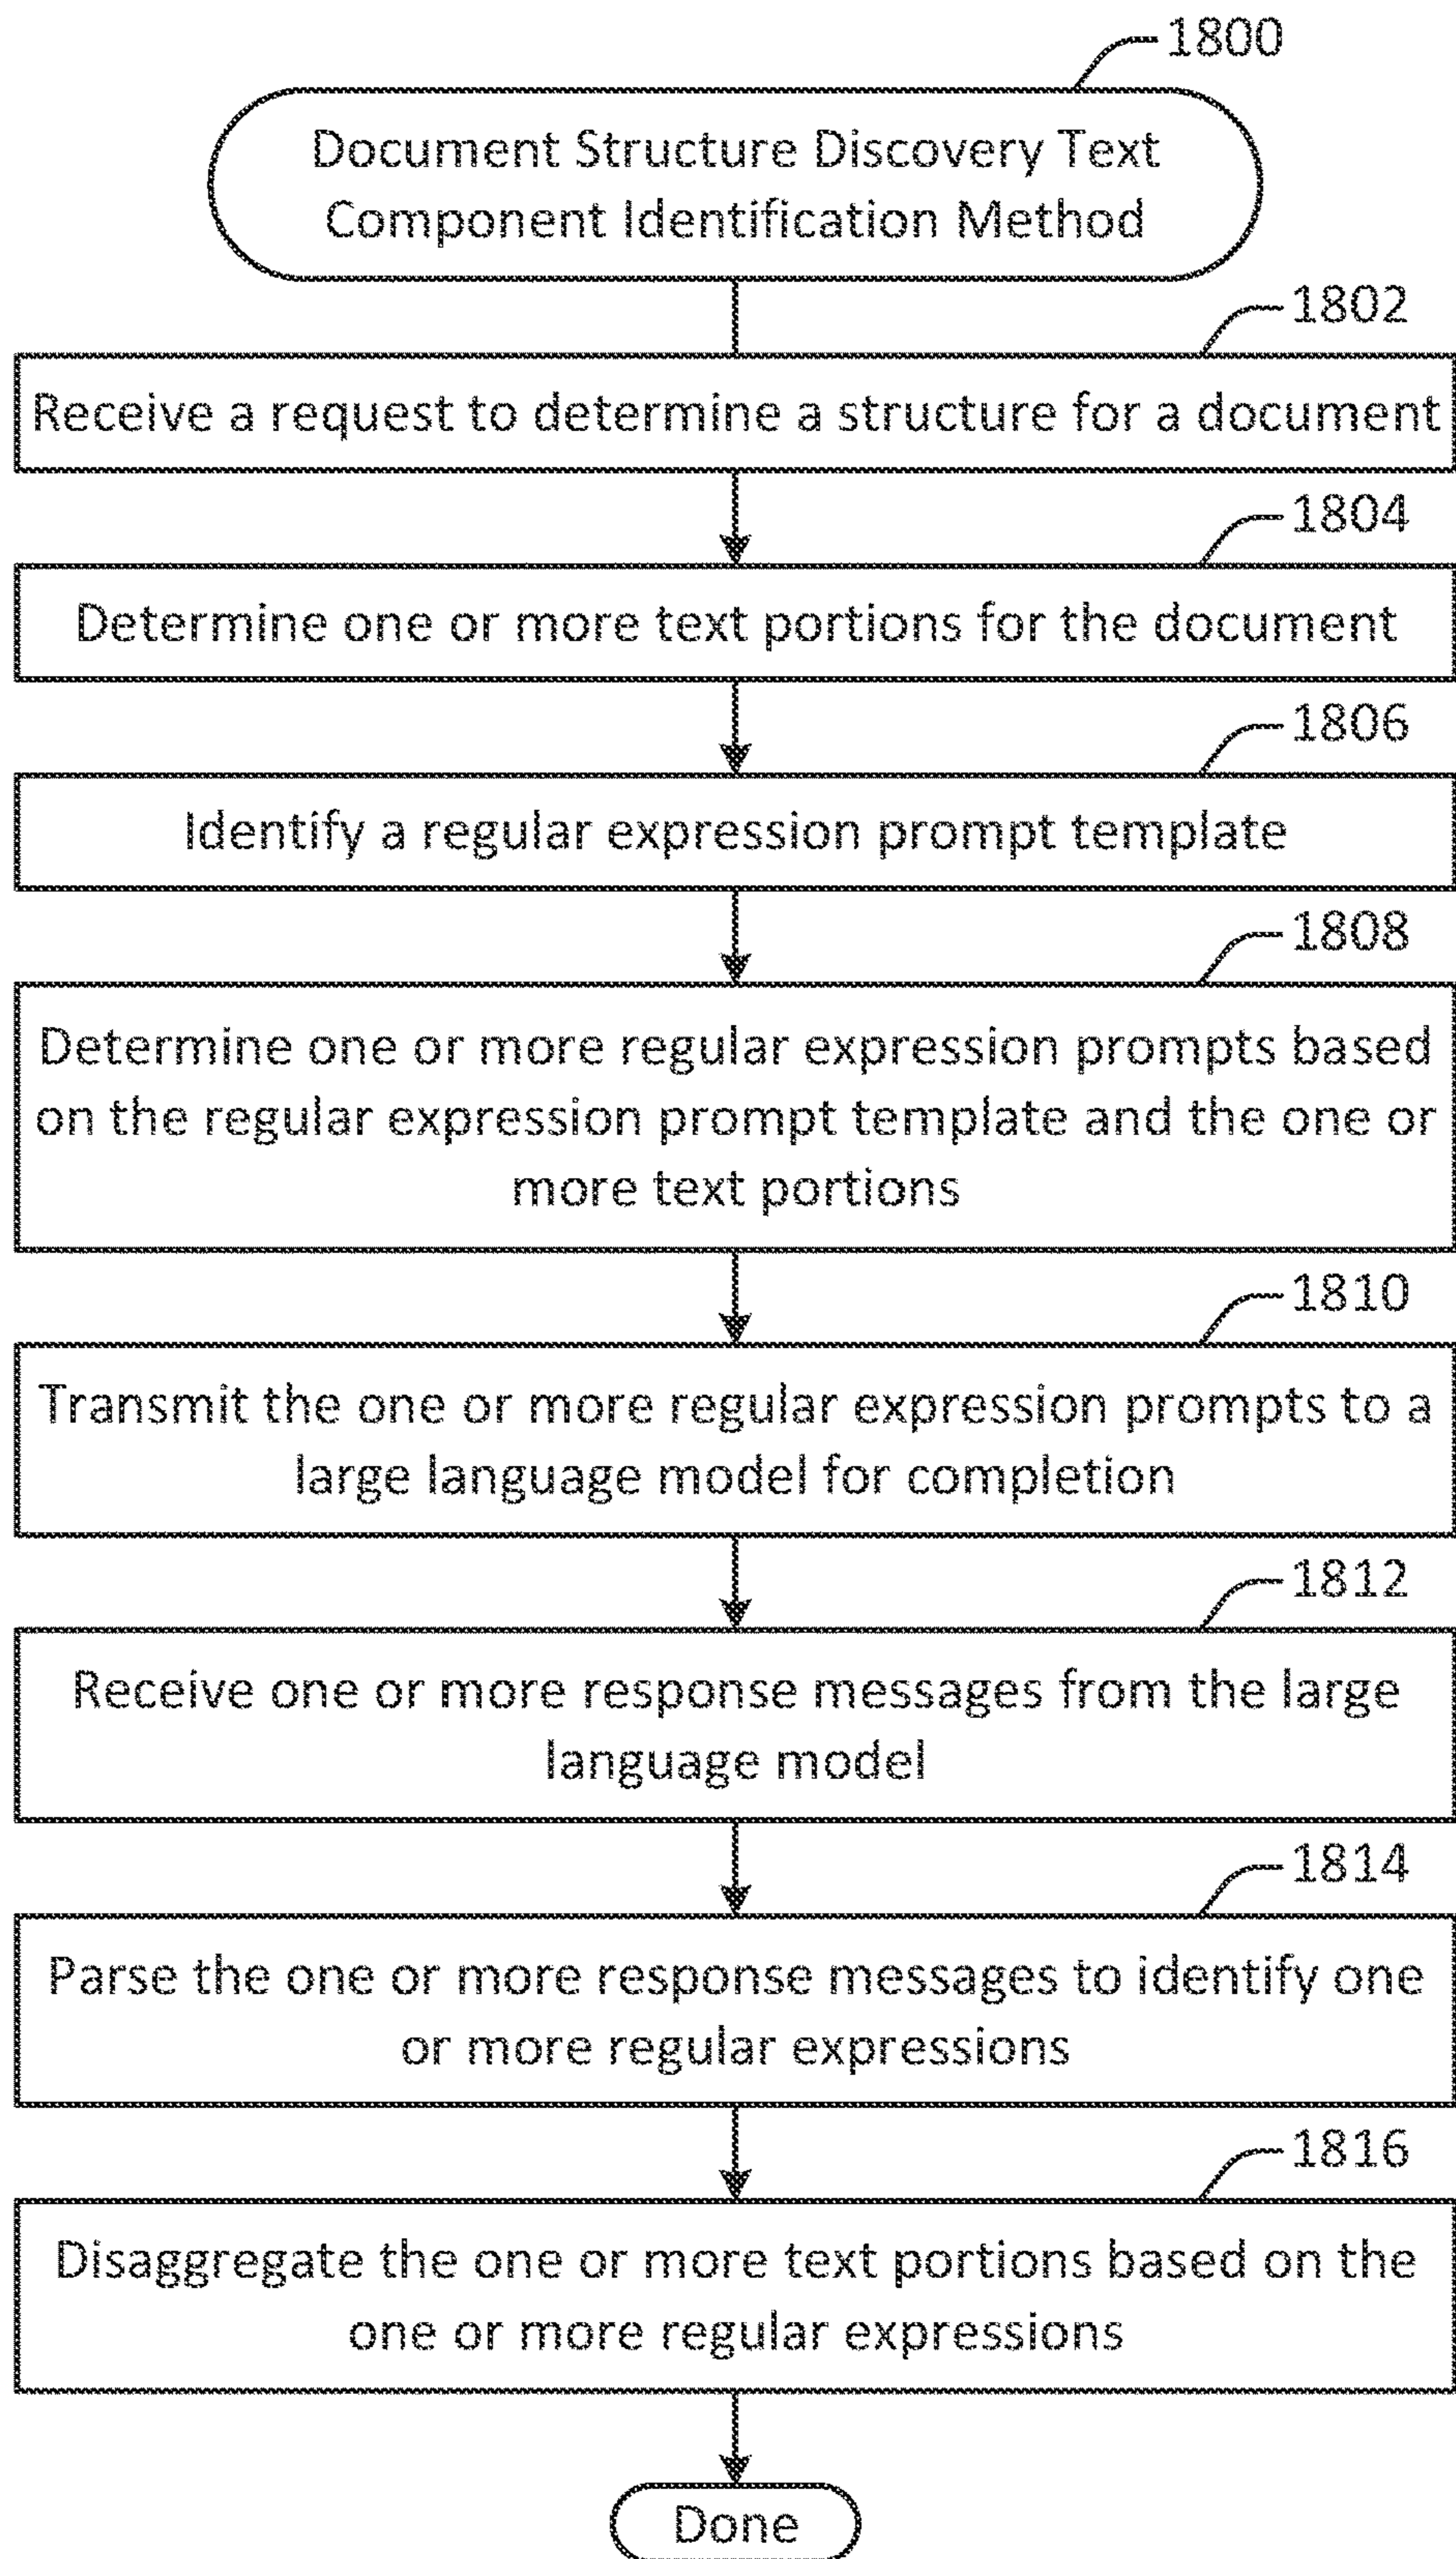 1800
Document Structure Discovery Text
Component Identification Method
1802
Receive a request to determine a structure for a document
1804
Determine one or more text portions for the document
1806
Identify a regular expression prompt template
1808
Determine one or more regular expression prompts based
on the regular expression prompt template and the one or
more text portions
1810
Transmit the one or more regular expression prompts to a
large language model for completion
1812
Receive one or more response messages from the large
language model
1814
Parse the one or more response messages to identify one
or more regular expressions
1816
Disaggregate the one or more text portions based on the
one or more regular expressions
Done